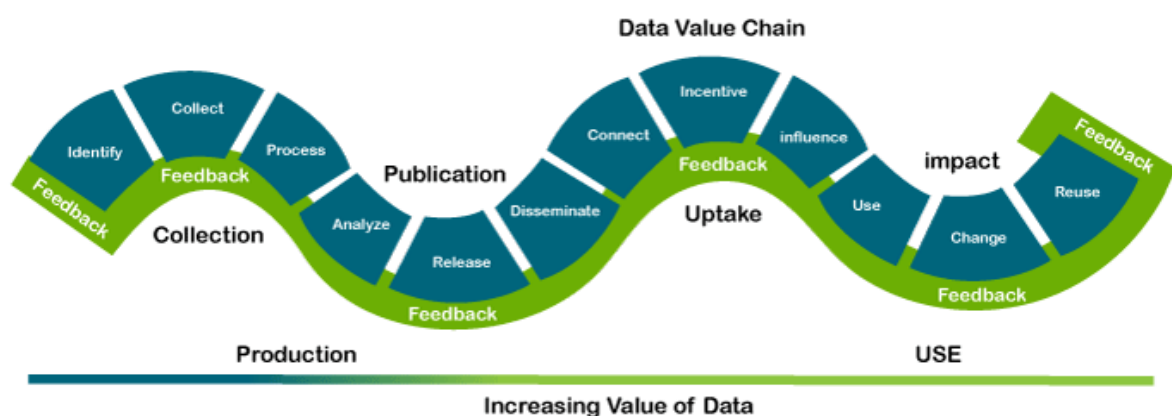 Data Value Chain
Identify
Collect
Process
Analyze
Release
Disseminate
Connect
Incentive
influence
Use
Change
Reuse
Feedback
Feedback
Feedback
Feedback
Feedback
Feedback
Collection
Publication
Uptake
impact
Production
USE
Increasing Value of Data